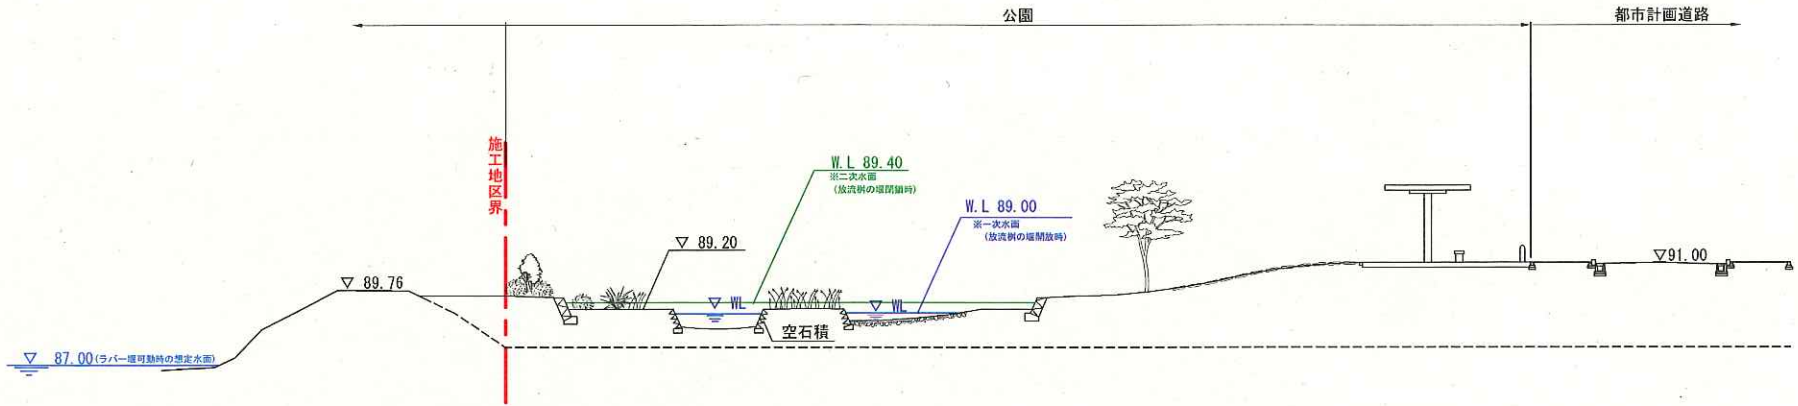 公園
都市計画道路
施工地区界
W.L 89.40
※二次水面
(放流桝の堰閉鎖時)
W.L 89.00
※一次水面
(放流桝の堰開放時)
▽ 89.20
▽ 89.76
▽91.00
▽ WL
▽ WL
空石積
▽ 87.00(ラバー堰可動時の想定水面)